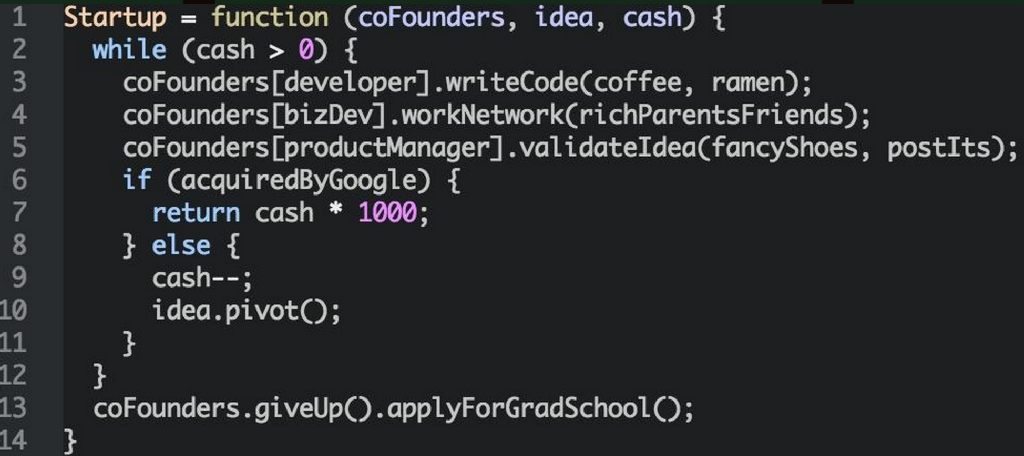 1 Startup = function (coFounders, idea, cash) {
2 while (cash > 0) {
3 coFounders[developer].writeCode(coffee, ramen);
4 coFounders[bizDev].workNetwork(richParentsFriends);
5 coFounders[productManager].validateIdea(fancyShoes, postIts);
6 if (acquiredByGoogle) {
7 return cash * 1000;
8 } else {
9 cash--;
10 idea.pivot();
11 }
12 }
13 coFounders.giveUp().applyForGradSchool();
14 }